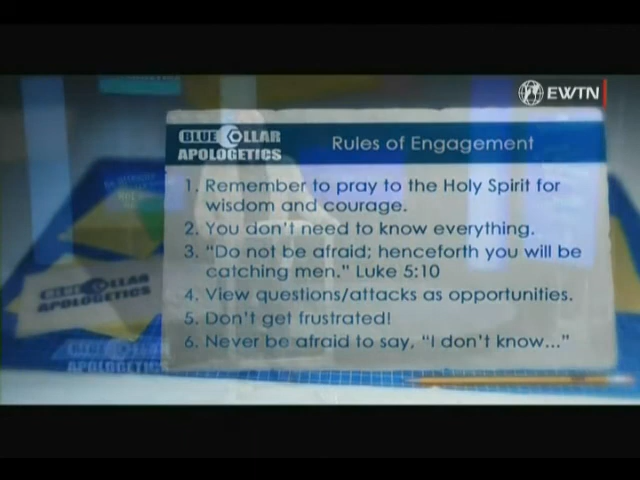 EWTN
BLUE COLLAR
APOLOGETICS
Rules of Engagement
1. Remember to pray to the Holy Spirit for
wisdom and courage.
2. You don't need to know everything.
3. "Do not be afraid; henceforth you will be
catching men." Luke 5:10
4. View questions/attacks as opportunities.
5. Don't get frustrated!
6. Never be afraid to say, "I don't know..."
BLUE COLLAR
APOLOGETICS
BLUE COLLAR
APOLOGETICS